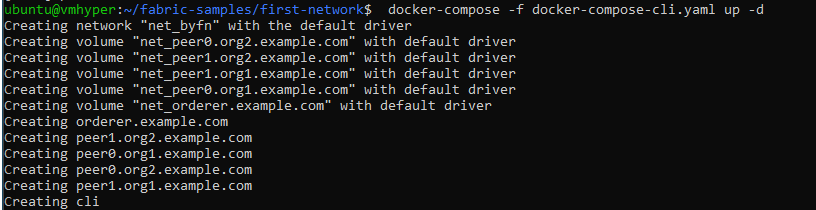 ubuntu@vmhyper:~/fabric-samples/first-network$  docker-compose -f docker-compose-cli.yaml up -d
Creating network "net_byfn" with the default driver
Creating volume "net_peer0.org2.example.com" with default driver
Creating volume "net_peer1.org2.example.com" with default driver
Creating volume "net_peer1.org1.example.com" with default driver
Creating volume "net_peer0.org1.example.com" with default driver
Creating volume "net_orderer.example.com" with default driver
Creating orderer.example.com
Creating peer1.org2.example.com
Creating peer0.org1.example.com
Creating peer0.org2.example.com
Creating peer1.org1.example.com
Creating cli